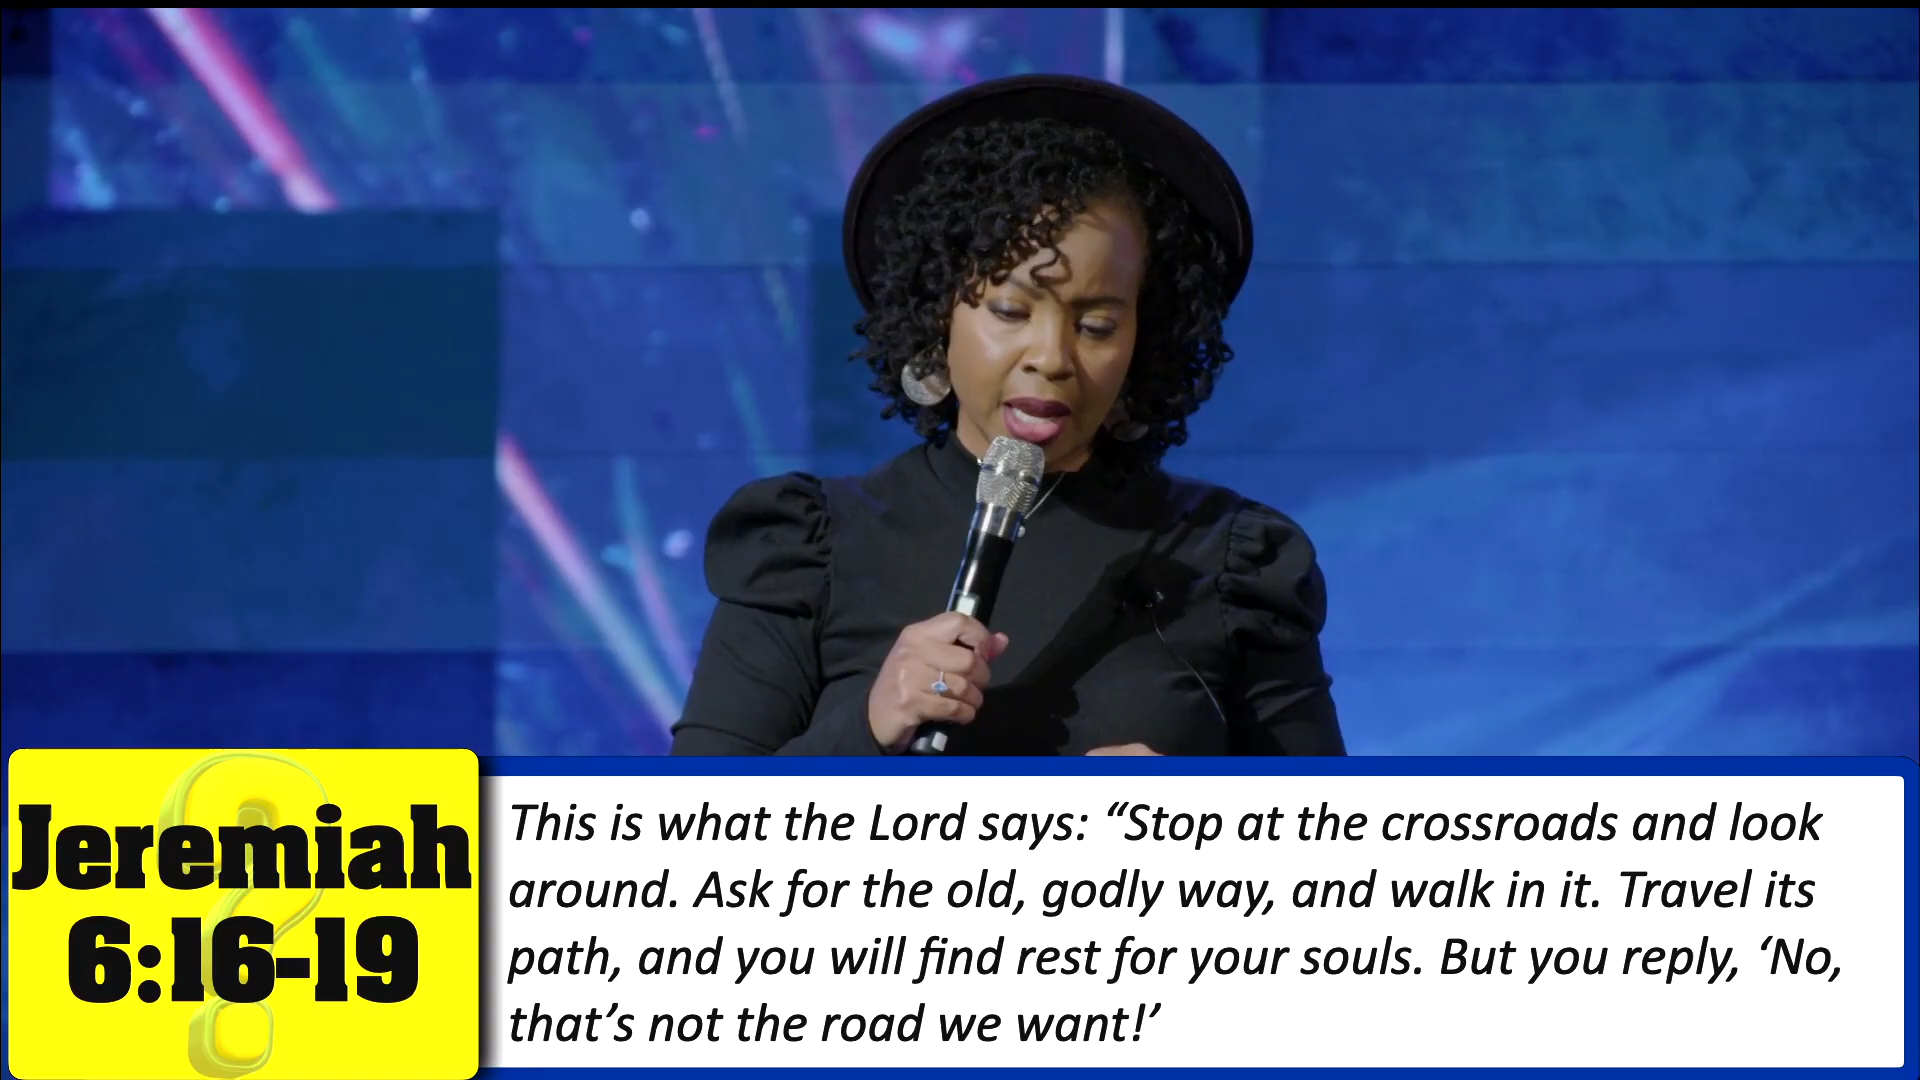 Jeremiah
6:16-19
This is what the Lord says: “Stop at the crossroads and look
around. Ask for the old, godly way, and walk in it. Travel its
path, and you will find rest for your souls. But you reply, ‘No,
that’s not the road we want!’